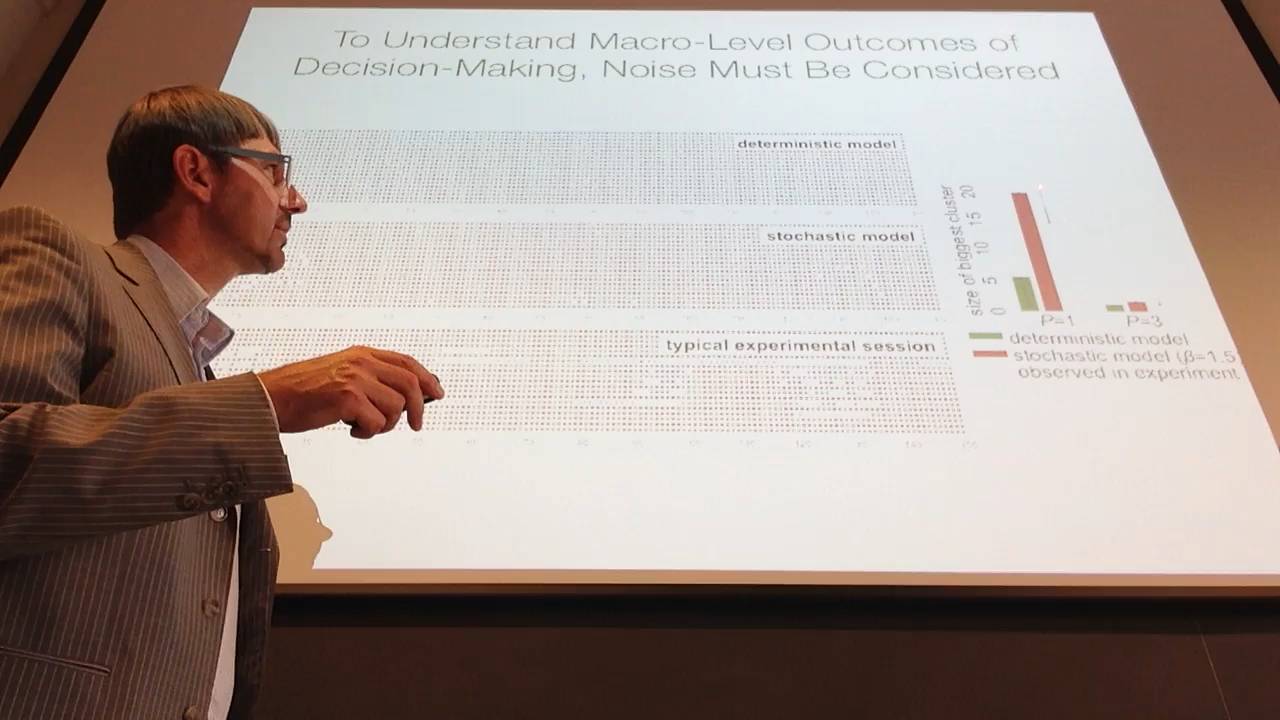 To Understand Macro-Level Outcomes of
Decision-Making, Noise Must Be Considered
deterministic model
stochastic model
typical experimental session
size of biggest cluster
0 5 10 15 20
P=1 P=3
deterministic model
stochastic model (β=1.5
observed in experiment